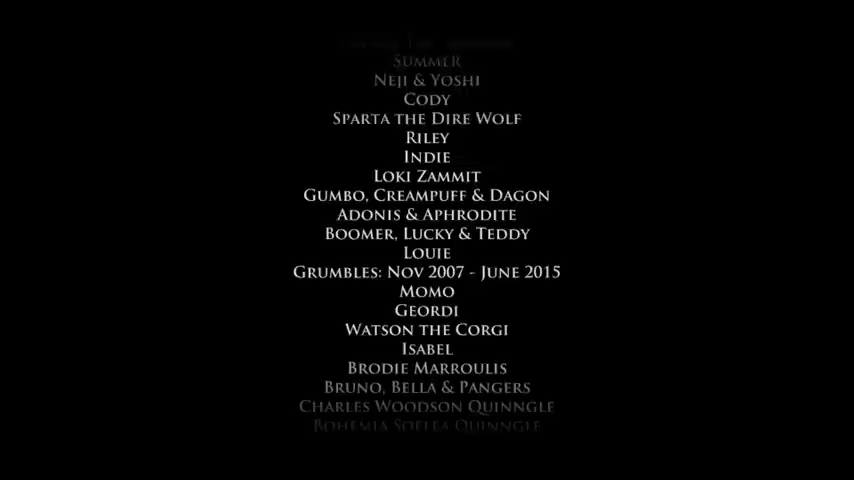 Summer
Neji & Yoshi
Cody
Sparta the Dire Wolf
Riley
Indie
Loki Zammit
Gumbo, Creampuff & Dagon
Adonis & Aphrodite
Boomer, Lucky & Teddy
Louie
Grumbles: Nov 2007 - June 2015
Momo
Geordi
Watson the Corgi
Isabel
Brodie Marroulis
Bruno, Bella & Pangers
Charles Woodson Quinngle
Bohemia Quinngle